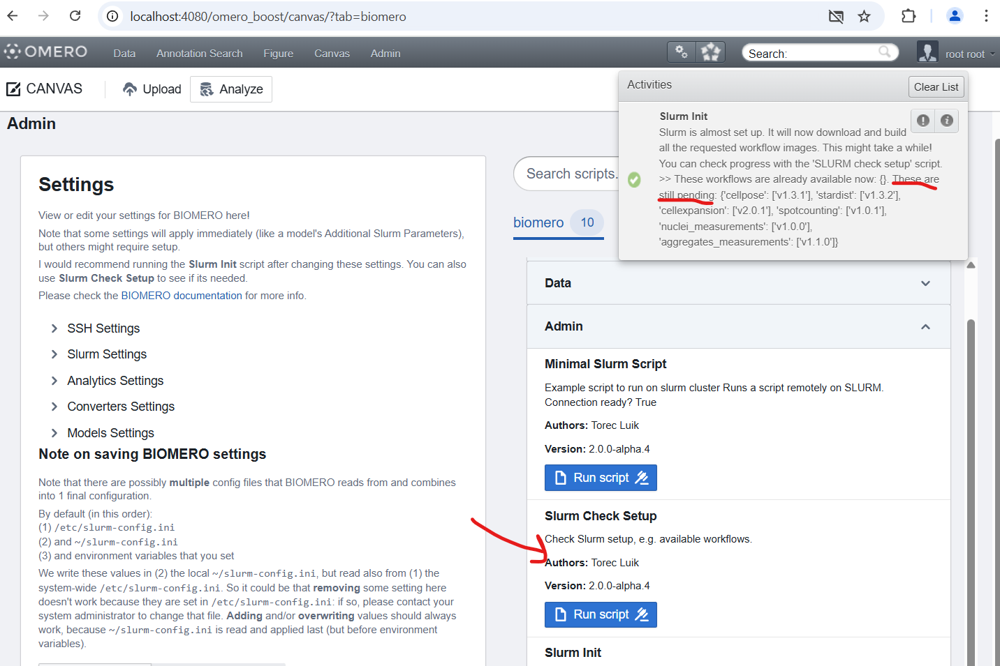 localhost:4080/omero_boost/canvas/?tab=biomero
OMERO
Data
Annotation Search
Figure
Canvas
Admin
Search:
root root
CANVAS
Upload
Analyze
Activities
Clear List
Slurm Init
Slurm is almost set up. It will now download and build
all the requested workflow images. This might take a while!
You can check progress with the 'SLURM check setup' script.
>> These workflows are already available now: {}. These are
still pending: {'cellpose': ['v1.3.1'], 'stardist': ['v1.3.2'],
'cellexpansion': ['v2.0.1'], 'spotcounting': ['v1.0.1'],
'nuclei_measurements': ['v1.0.0'],
'aggregates_measurements': ['v1.1.0']}
Admin
Settings
View or edit your settings for BIOMERO here!
Note that some settings will apply immediately (like a model's Additional Slurm Parameters),
but others might require setup.
I would recommend running the Slurm Init script after changing these settings. You can also
use Slurm Check Setup to see if its needed.
Please check the BIOMERO documentation for more info.
SSH Settings
Slurm Settings
Analytics Settings
Converters Settings
Models Settings
Note on saving BIOMERO settings
Note that there are possibly multiple config files that BIOMERO reads from and combines
into 1 final configuration.
By default (in this order):
(1) /etc/slurm-config.ini
(2) and ~/slurm-config.ini
(3) and environment variables that you set
We write these values in (2) the local ~/slurm-config.ini, but read also from (1) the
system-wide /etc/slurm-config.ini. So it could be that removing some setting here
doesn't work because they are set in /etc/slurm-config.ini: if so, please contact your
system administrator to change that file. Adding and/or overwriting values should always
work, because ~/slurm-config.ini is read and applied last (but before environment
variables).
Search scripts.
biomero 10
Data
Admin
Minimal Slurm Script
Example script to run on slurm cluster Runs a script remotely on SLURM.
Connection ready? True
Authors: Torec Luik
Version: 2.0.0-alpha.4
Run script
Slurm Check Setup
Check Slurm setup, e.g. available workflows.
Authors: Torec Luik
Version: 2.0.0-alpha.4
Run script
Slurm Init